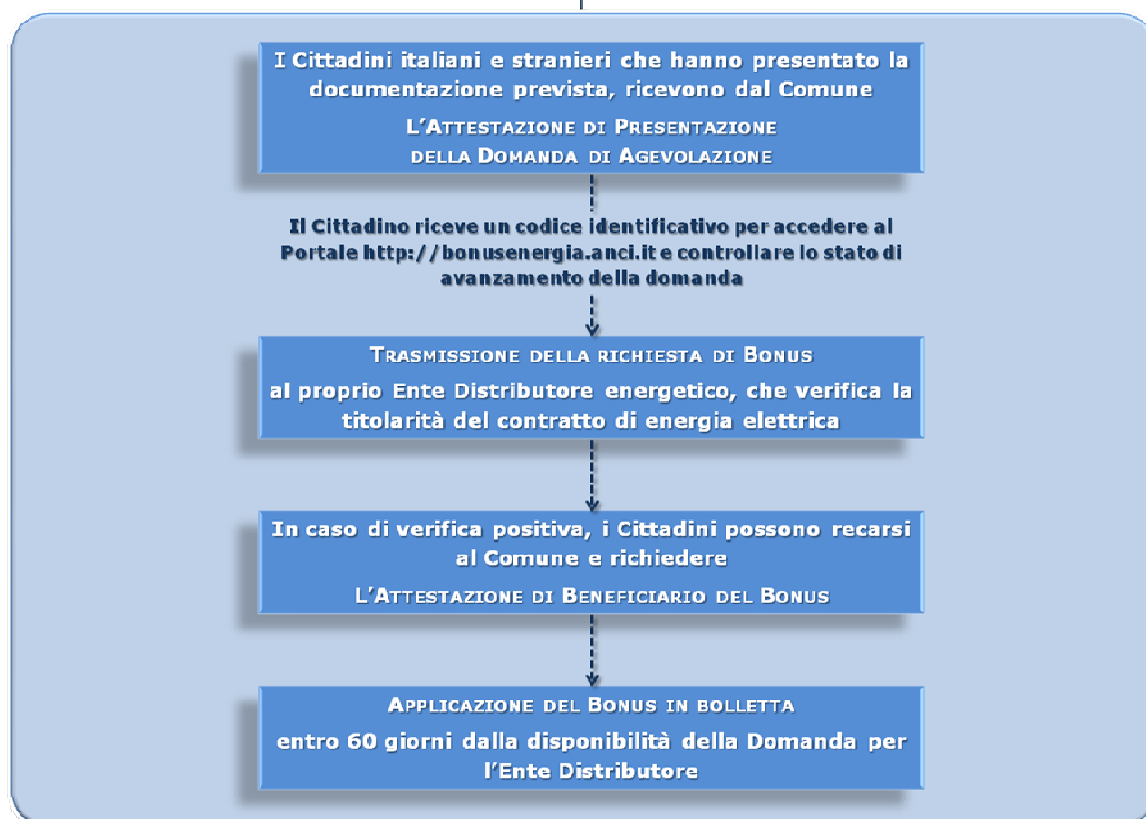 I Cittadini italiani e stranieri che hanno presentato la
documentazione prevista, ricevono dal Comune
L'Attestazione di Presentazione
della Domanda di Agevolazione
Il Cittadino riceve un codice identificativo per accedere al
Portale http://bonusenergia.anci.it e controllare lo stato di
avanzamento della domanda
Trasmissione della richiesta di Bonus
al proprio Ente Distributore energetico, che verifica la
titolarità del contratto di energia elettrica
In caso di verifica positiva, i Cittadini possono recarsi
al Comune e richiedere
L'Attestazione di Beneficiario del Bonus
Applicazione del Bonus in bolletta
entro 60 giorni dalla disponibilità della Domanda per
l'Ente Distributore